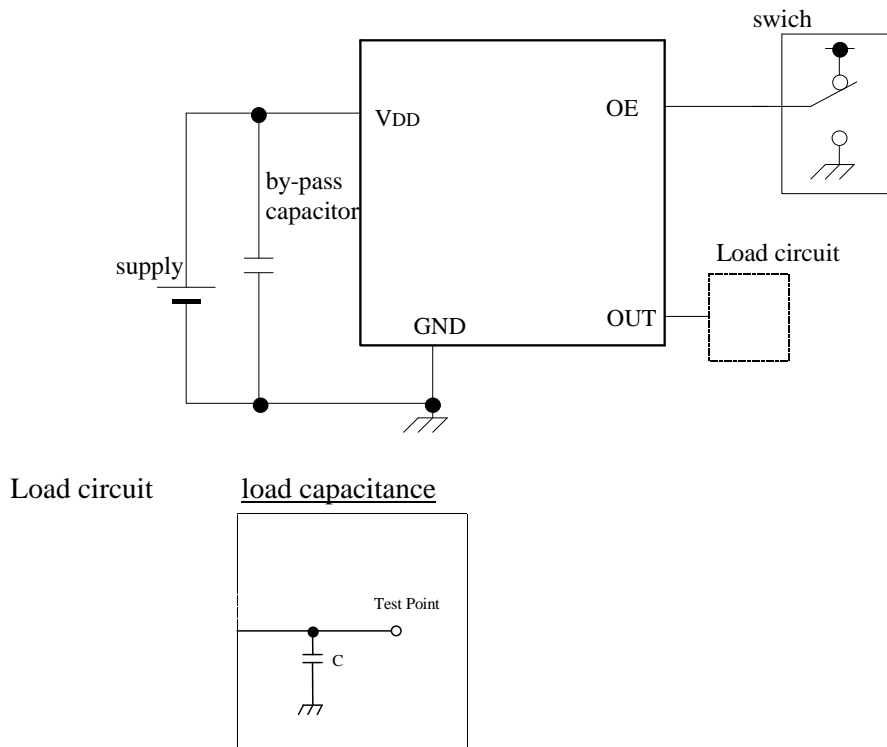 swich
VDD
OE
by-pass
capacitor
supply
Load circuit
GND
OUT
Load circuit
load capacitance
Test Point
C